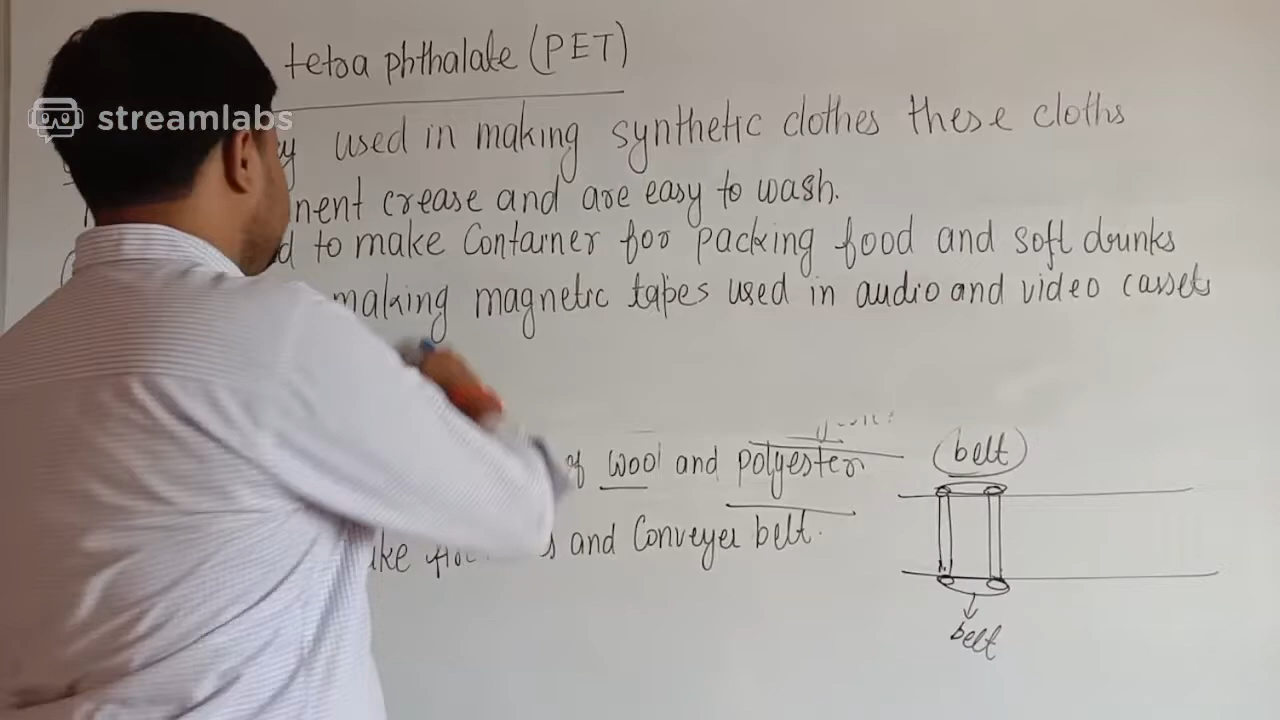 tetra phthalate (PET)
streamlabs
used in making synthetic clothes these cloths
nent crease and are easy to wash.
d to make Container for packing food and soft drunks
making magnetic tapes used in audio and video cassets
of wool and polyester
belt
ke s and Conveyer belt.
belt